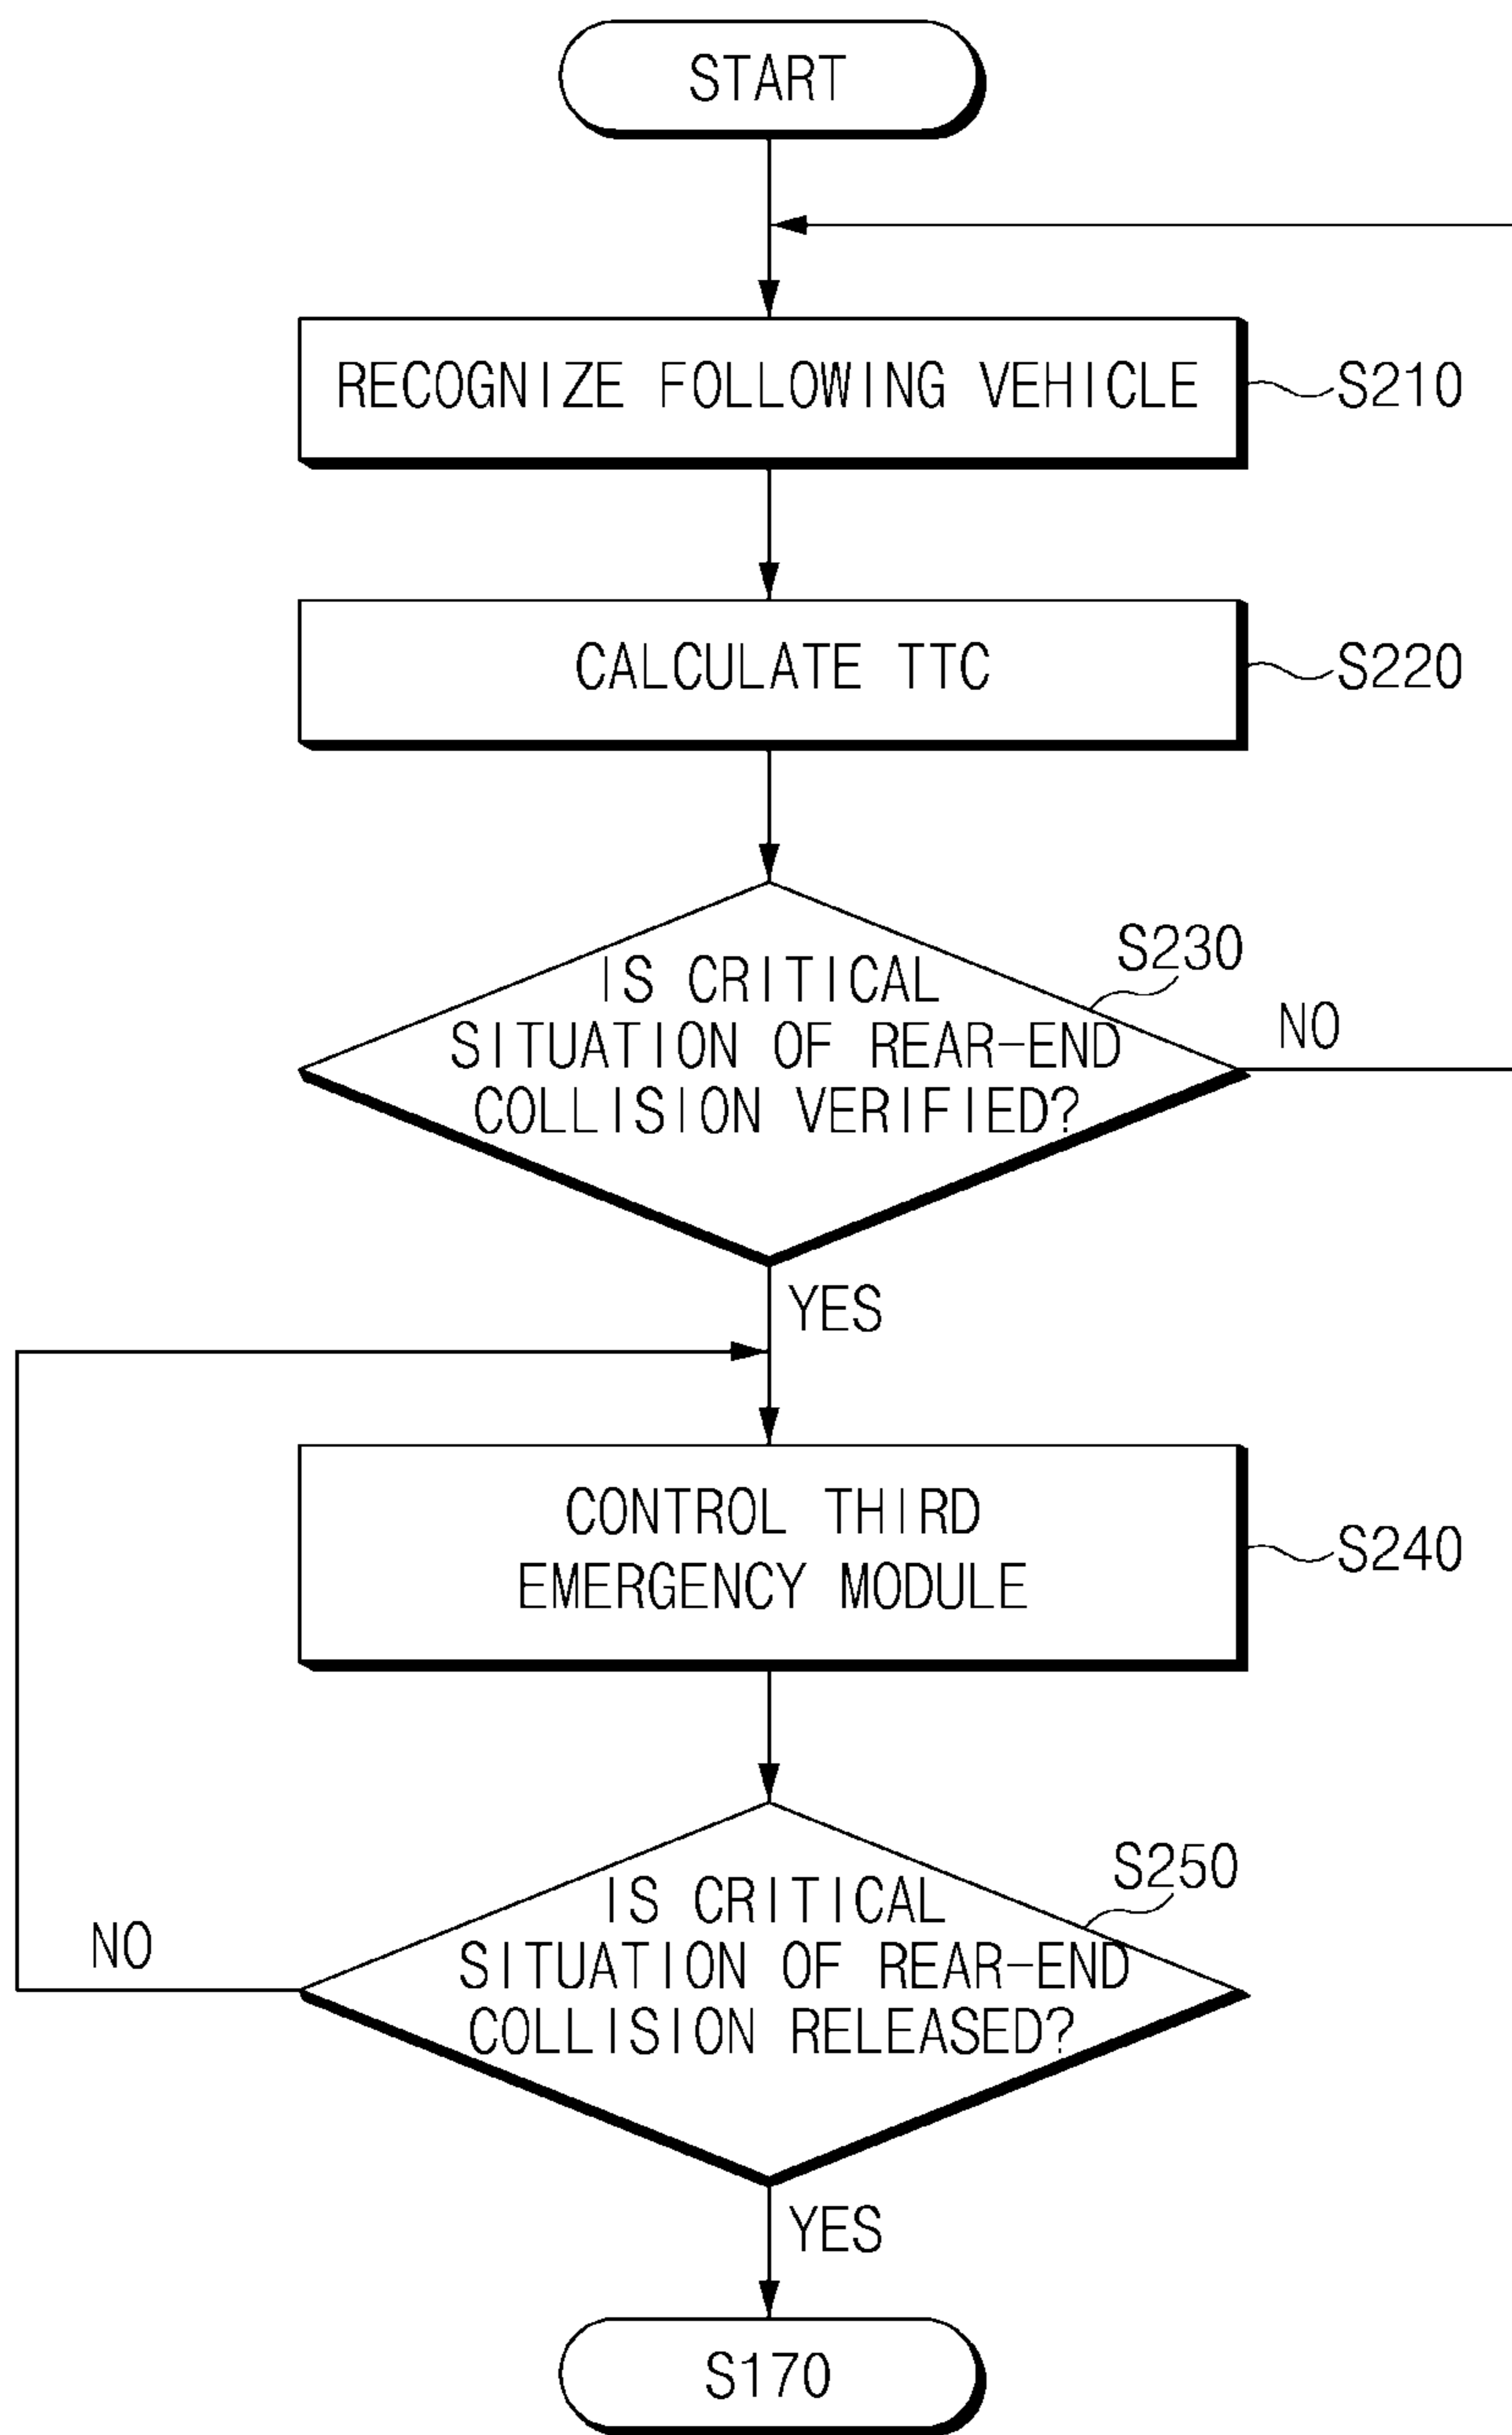 START
RECOGNIZE FOLLOWING VEHICLE
S210
CALCULATE TTC
S220
S230
IS CRITICAL
SITUATION OF REAR-END
COLLISION VERIFIED?
NO
YES
CONTROL THIRD
EMERGENCY MODULE
S240
S250
IS CRITICAL
SITUATION OF REAR-END
COLLISION RELEASED?
NO
YES
S170